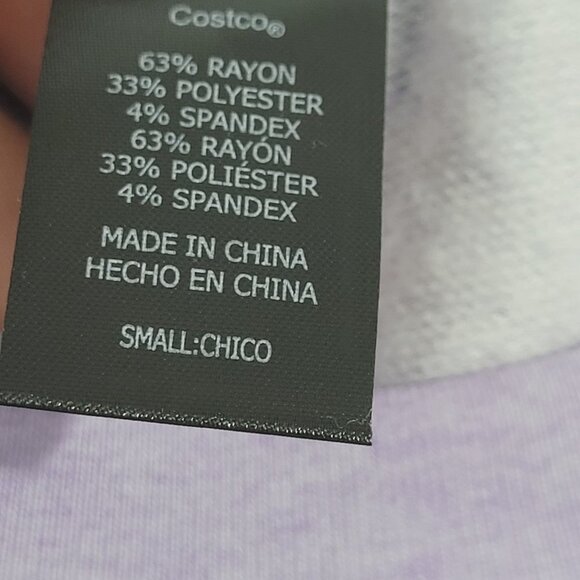 Costco®
63% RAYON
33% POLYESTER
4% SPANDEX
63% RAYÓN
33% POLIÉSTER
4% SPANDEX
MADE IN CHINA
HECHO EN CHINA
SMALL:CHICO